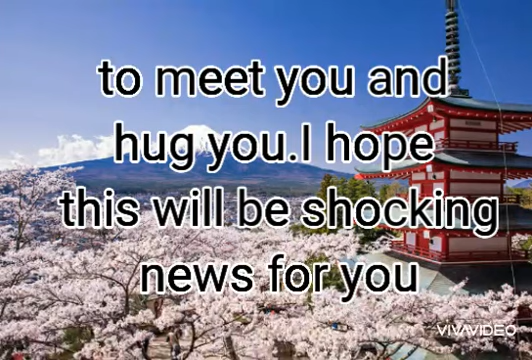 to meet you and
hug you.I hope
this will be shocking
news for you
VIVAVIDEO